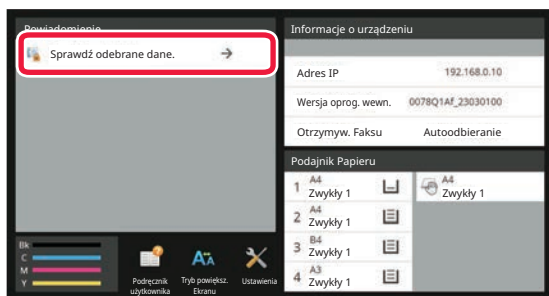 Powiadomienie
Sprawdź odebrane dane.
Bk
C
M
Y
Podręcznik
użytkownika
Tryb powiększ.
Ekranu
Ustawienia
Informacje o urządzeniu
Adres IP 192.168.0.10
Wersja oprog. wewn. 0078Q1Af_23030100
Otrzymyw. Faksu Autoodbieranie
Podajnik Papieru
1 A4
Zwykły 1
2 A4
Zwykły 1
3 B4
Zwykły 1
4 A3
Zwykły 1
A4
Zwykły 1